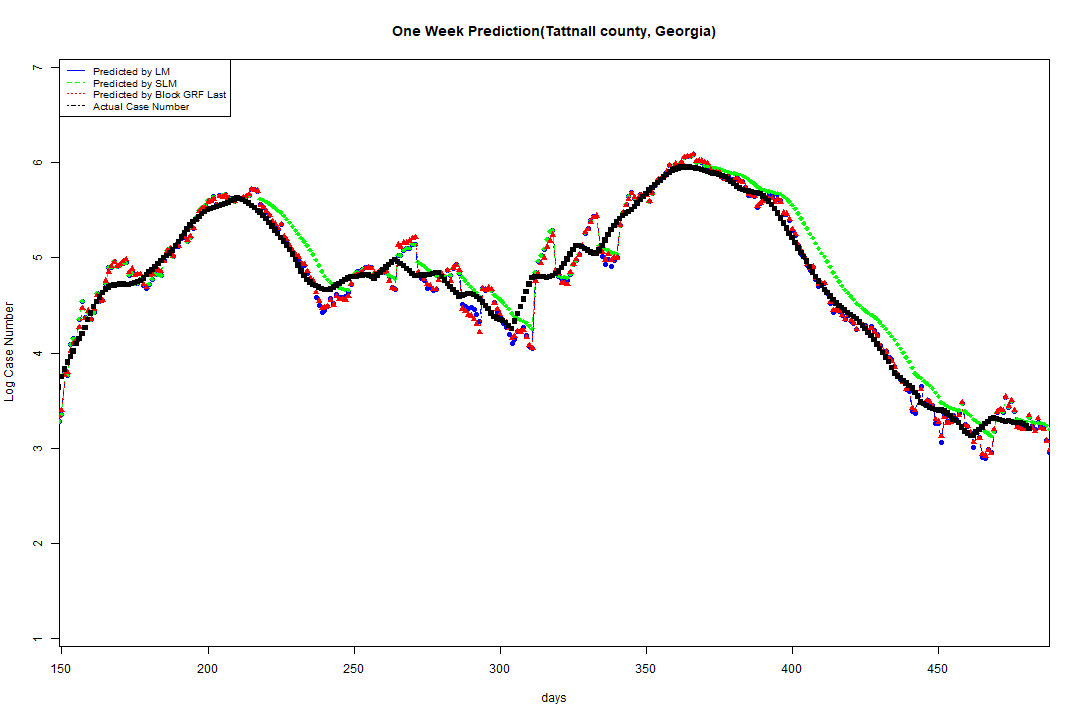 One Week Prediction(Tattnall county, Georgia)
Predicted by LM
Predicted by SLM
Predicted by Block GRF Last
Actual Case Number
7
6
5
4
3
2
1
Log Case Number
150 200 250 300 350 400 450
days